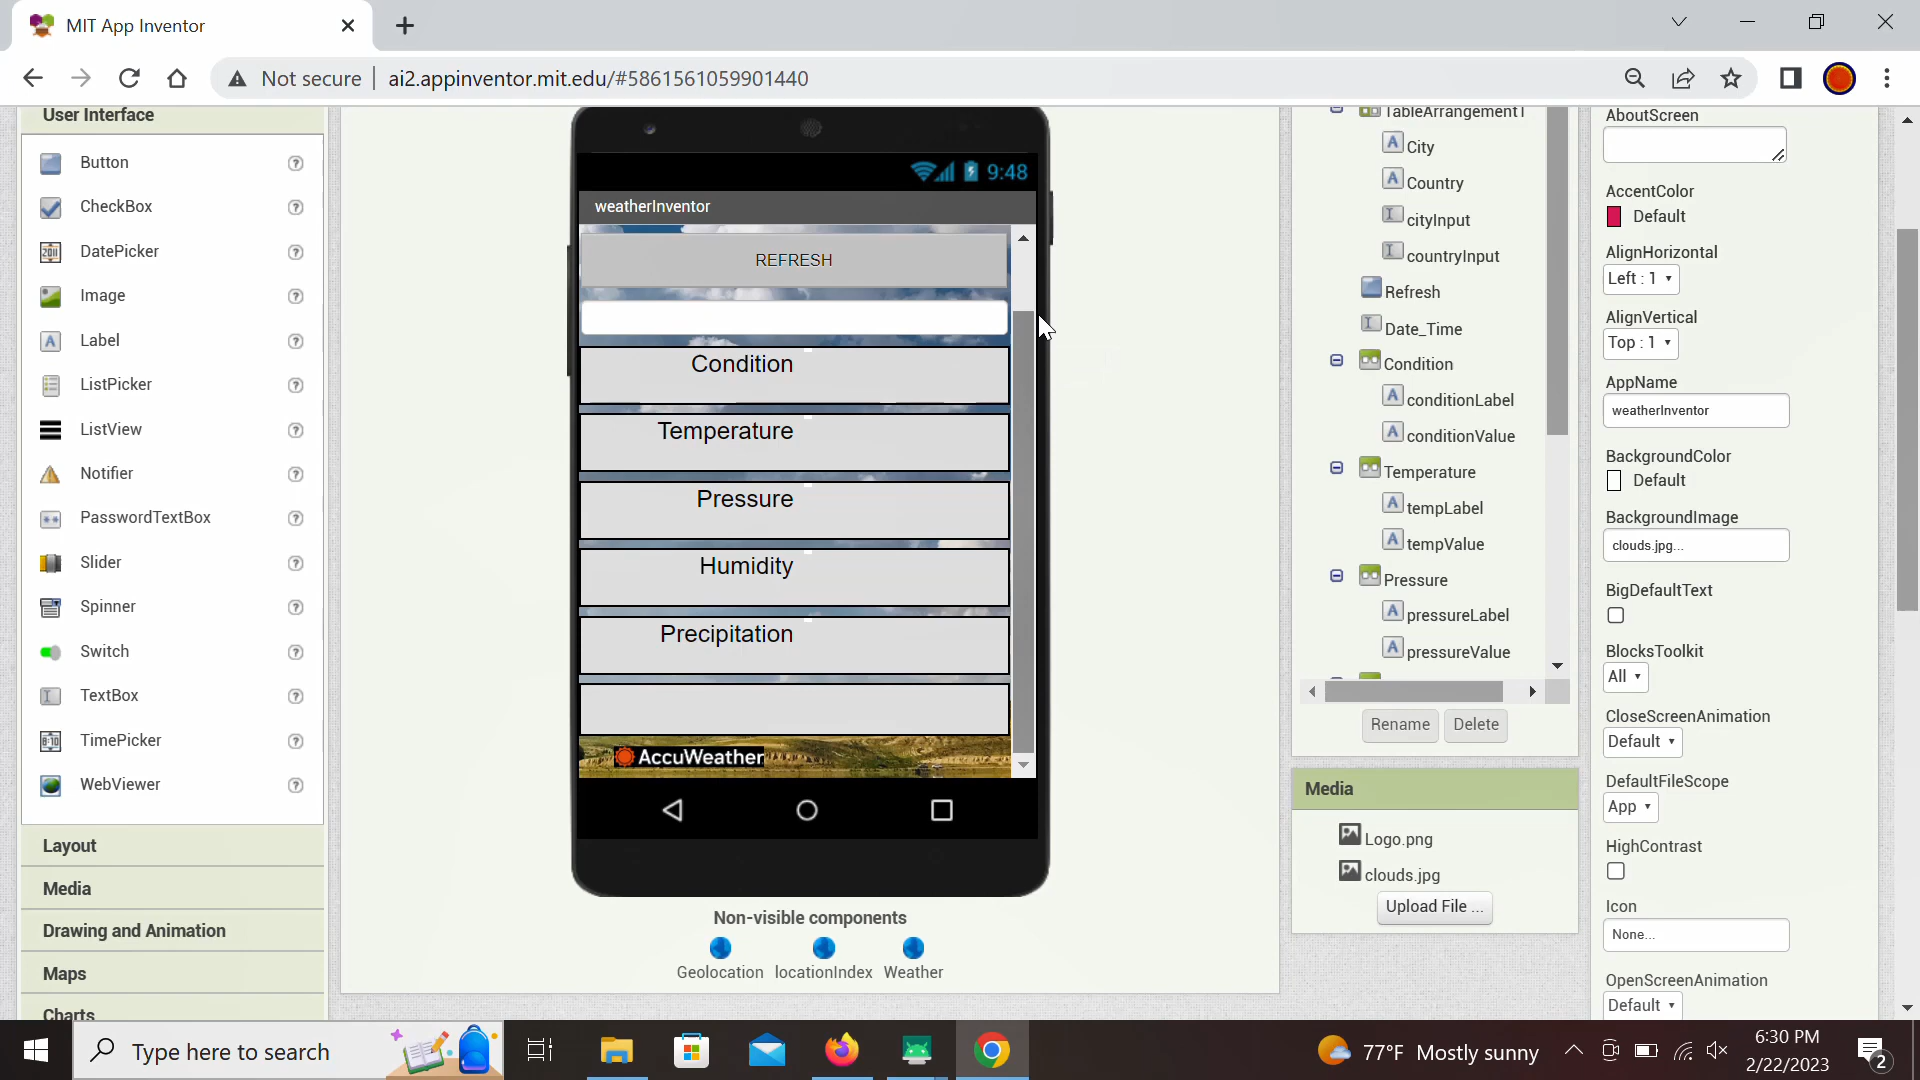 MIT App Inventor
Not secure
ai2.appinventor.mit.edu/#5861561059901440
User Interface
Button
CheckBox
DatePicker
Image
Label
ListPicker
ListView
Notifier
PasswordTextBox
Slider
Spinner
Switch
TextBox
TimePicker
WebViewer
Layout
Media
Drawing and Animation
Maps
Charts
9:48
weatherInventor
REFRESH
Condition
Temperature
Pressure
Humidity
Precipitation
AccuWeather
Non-visible components
Geolocation locationIndex Weather
TableArrangement1
City
Country
cityInput
countryInput
Refresh
Date_Time
Condition
conditionLabel
conditionValue
Temperature
tempLabel
tempValue
Pressure
pressureLabel
pressureValue
Rename Delete
Media
Logo.png
clouds.jpg
Upload File ...
AboutScreen
AccentColor
Default
AlignHorizontal
Left : 1
AlignVertical
Top : 1
AppName
weatherInventor
BackgroundColor
Default
BackgroundImage
clouds.jpg...
BigDefaultText
BlocksToolkit
All
CloseScreenAnimation
Default
DefaultFileScope
App
HighContrast
Icon
None...
OpenScreenAnimation
Default
Type here to search
77°F Mostly sunny
6:30 PM
2/22/2023
2